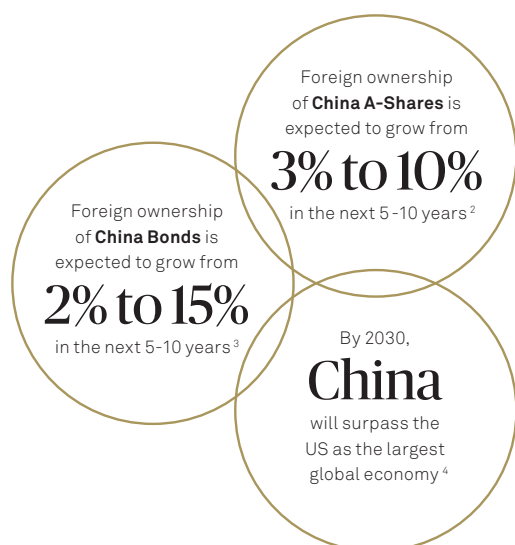 Foreign ownership
of China A-Shares is
expected to grow from
3% to 10%
in the next 5-10 years ²
Foreign ownership
of China Bonds is
expected to grow from
2% to 15%
in the next 5-10 years ³
By 2030,
China
will surpass the
US as the largest
global economy ⁴